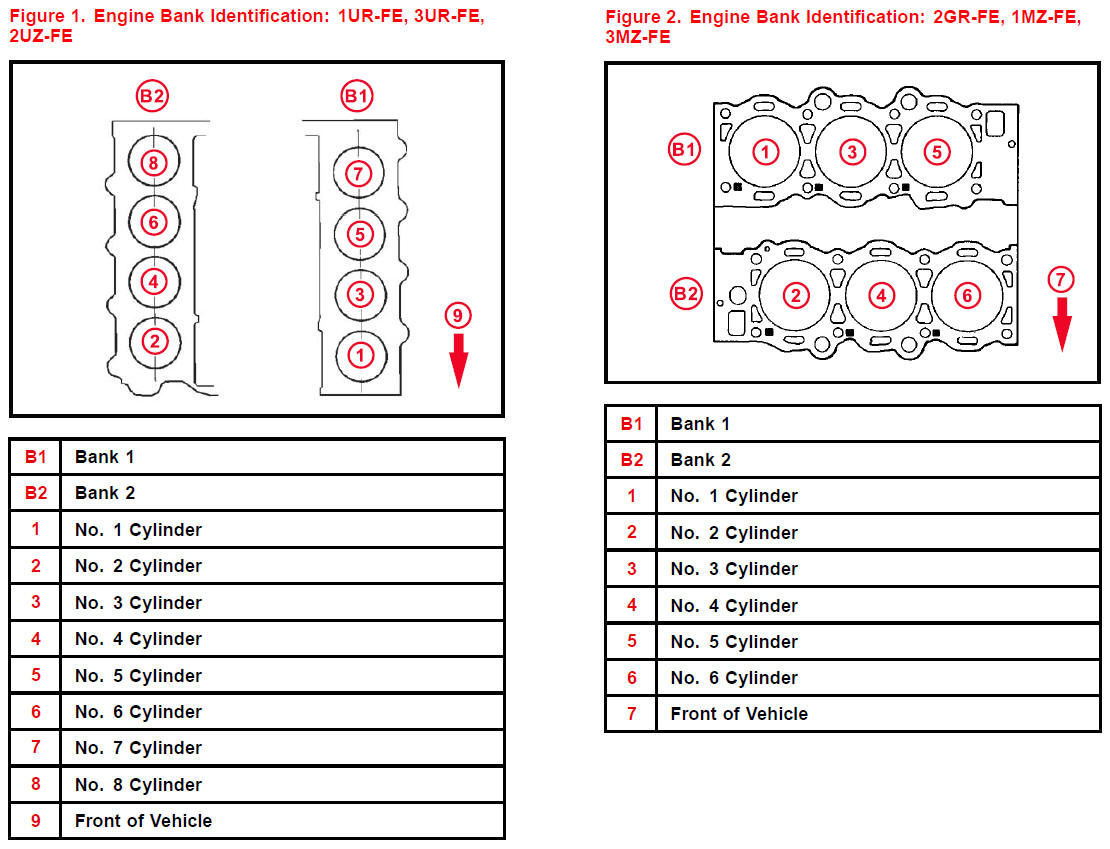 Figure 1. Engine Bank Identification: 1UR-FE, 3UR-FE,
2UZ-FE
B2
B1
8
6
4
2
7
5
3
1
9
B1 Bank 1
B2 Bank 2
1 No. 1 Cylinder
2 No. 2 Cylinder
3 No. 3 Cylinder
4 No. 4 Cylinder
5 No. 5 Cylinder
6 No. 6 Cylinder
7 No. 7 Cylinder
8 No. 8 Cylinder
9 Front of Vehicle
Figure 2. Engine Bank Identification: 2GR-FE, 1MZ-FE,
3MZ-FE
B1
1 3 5
B2
2 4 6
7
B1 Bank 1
B2 Bank 2
1 No. 1 Cylinder
2 No. 2 Cylinder
3 No. 3 Cylinder
4 No. 4 Cylinder
5 No. 5 Cylinder
6 No. 6 Cylinder
7 Front of Vehicle